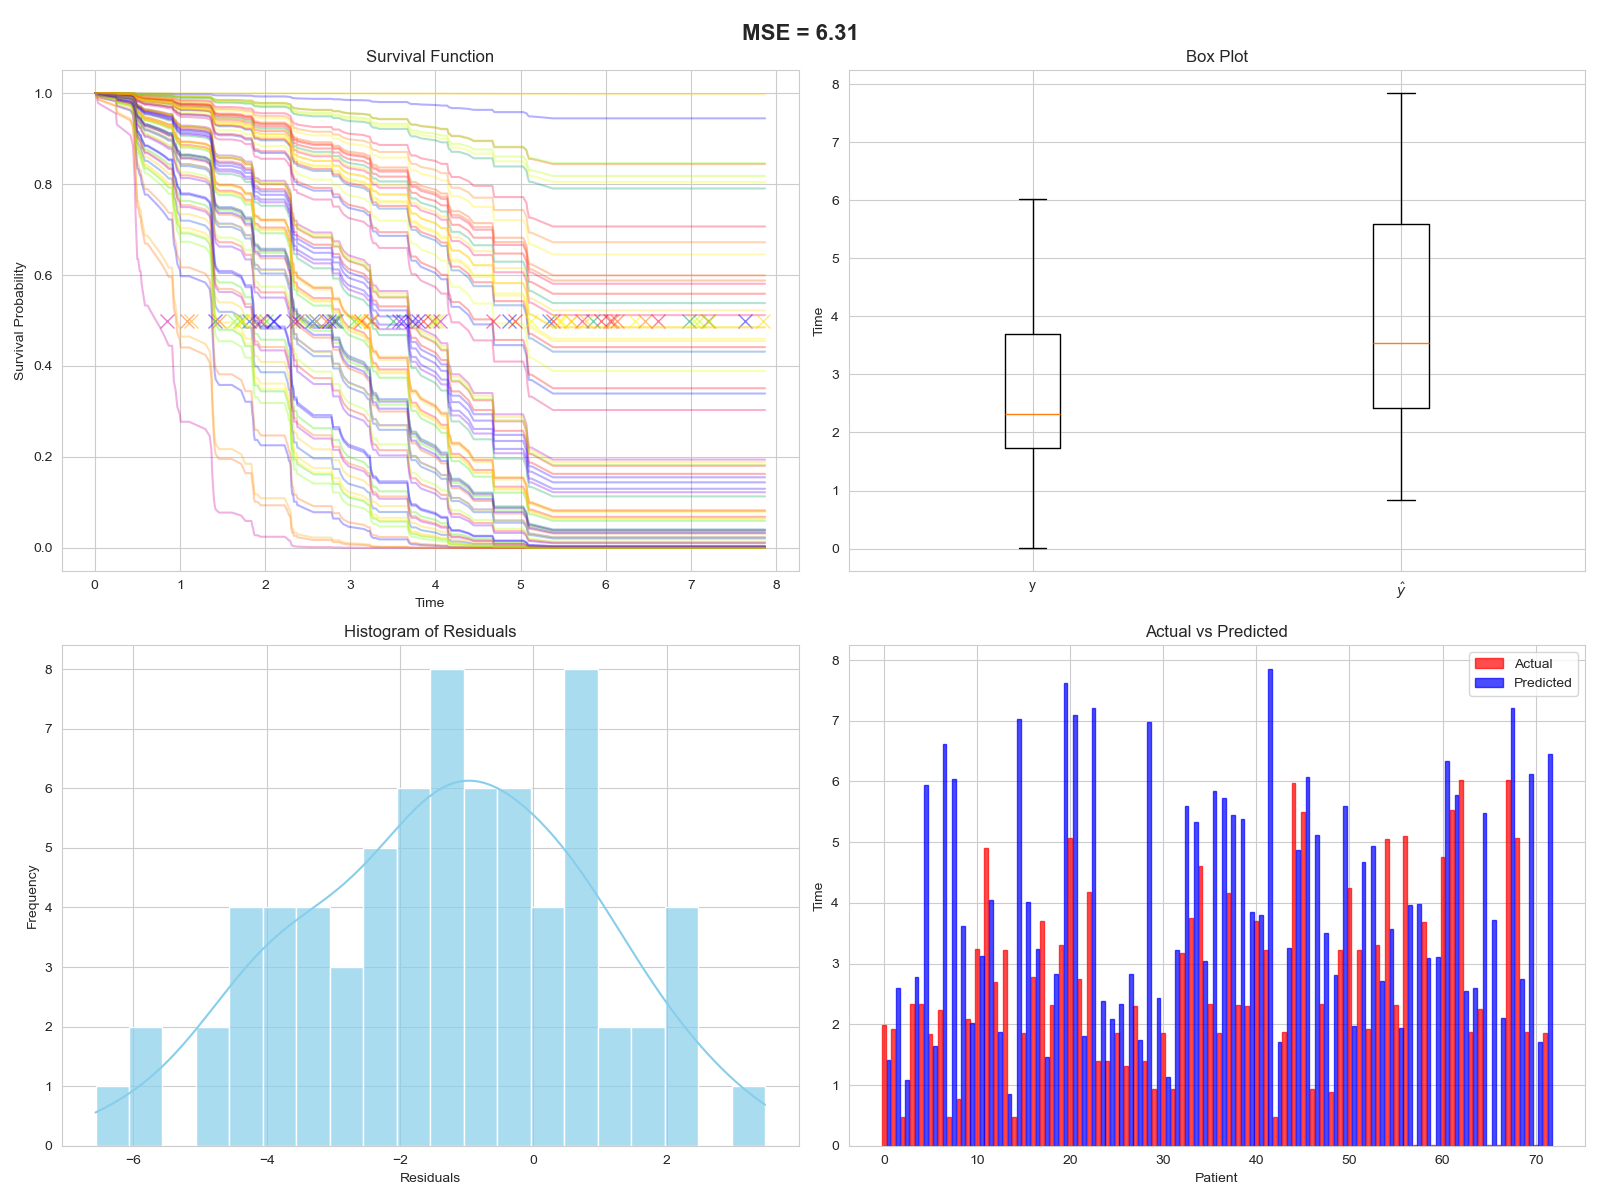 MSE = 6.31
Survival Function
Survival Probability
1.0
0.8
0.6
0.4
0.2
0.0
0 1 2 3 4 5 6 7 8
Time
Box Plot
Time
8
7
6
5
4
3
2
1
0
y ŷ
Histogram of Residuals
Frequency
8
7
6
5
4
3
2
1
0
−6 −4 −2 0 2
Residuals
Actual vs Predicted
Time
8
7
6
5
4
3
2
1
0
Actual
Predicted
0 10 20 30 40 50 60 70
Patient